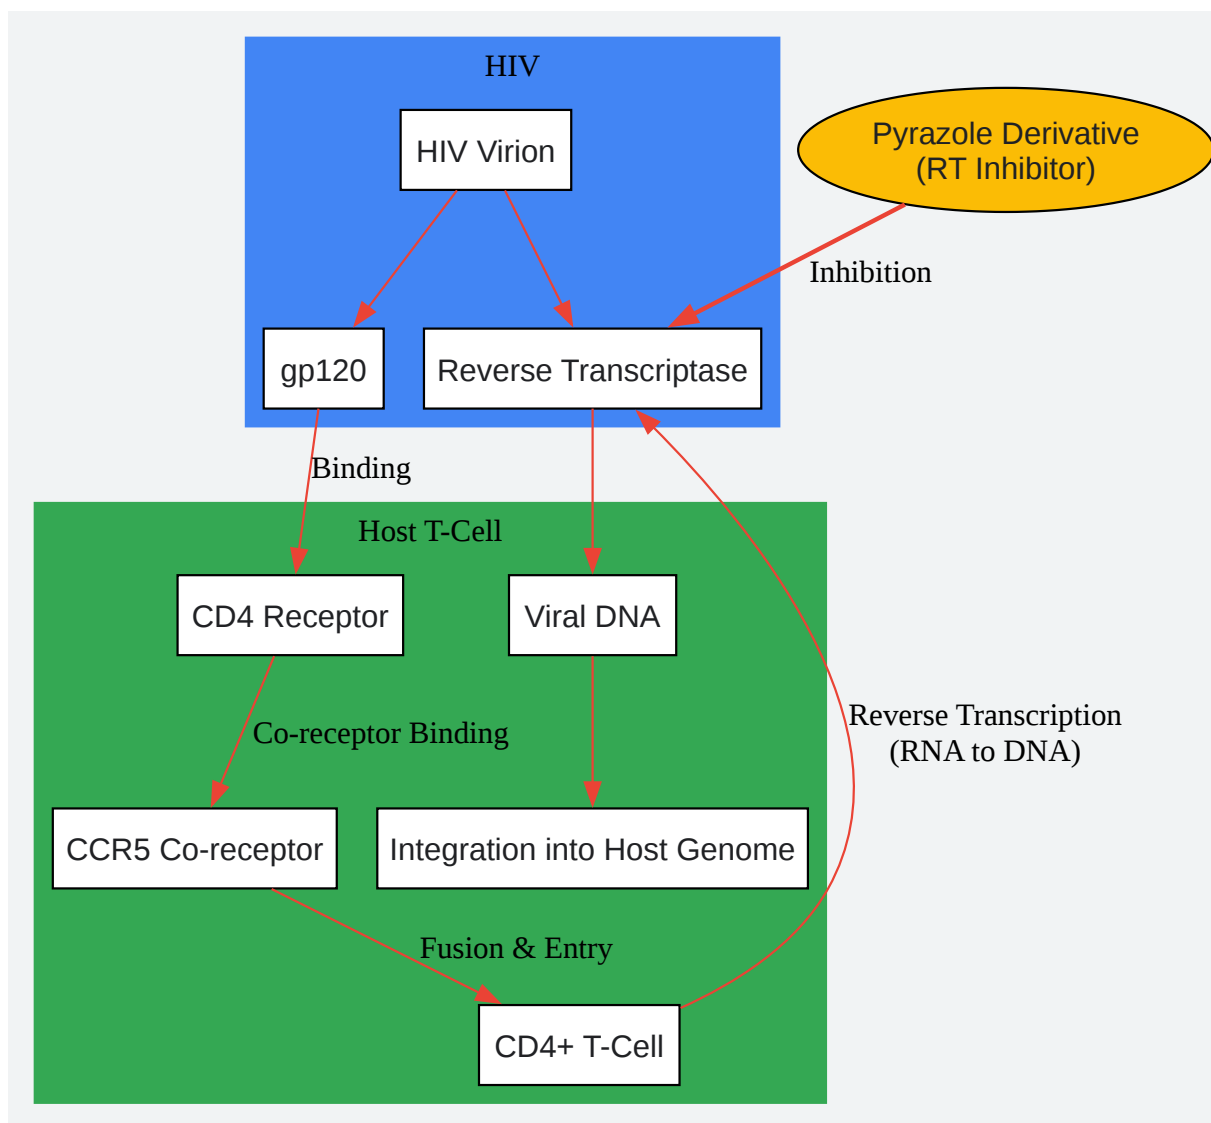 HIV
HIV Virion
Pyrazole Derivative
(RT Inhibitor)
Inhibition
gp120
Reverse Transcriptase
Binding
Host T-Cell
CD4 Receptor
Viral DNA
Co-receptor Binding
Reverse Transcription
(RNA to DNA)
CCR5 Co-receptor
Integration into Host Genome
Fusion & Entry
CD4+ T-Cell